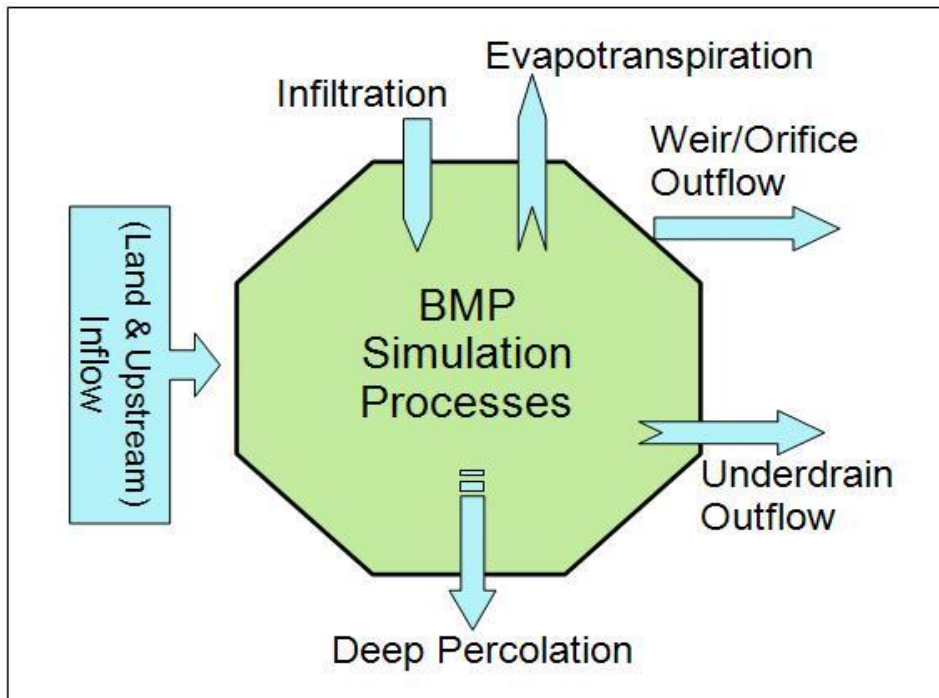 Evapotranspiration
Infiltration
Weir/Orifice
Outflow
(Land & Upstream)
Inflow
BMP
Simulation
Processes
Underdrain
Outflow
Deep Percolation